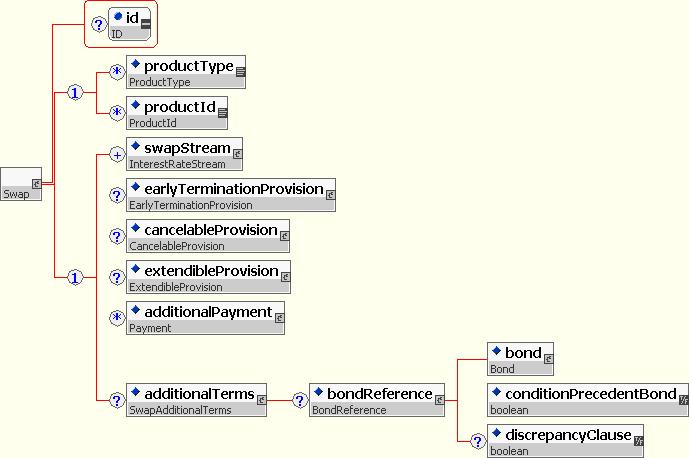 ? id
ID
* productType
ProductType
1
* productId
ProductId
+ swapStream
InterestRateStream
Swap
? earlyTerminationProvision
EarlyTerminationProvision
? cancelableProvision
CancelableProvision
1
? extendibleProvision
ExtendibleProvision
* additionalPayment
Payment
bond
Bond
? additionalTerms
SwapAdditionalTerms
? bondReference
BondReference
conditionPrecedentBond
boolean
? discrepancyClause
boolean